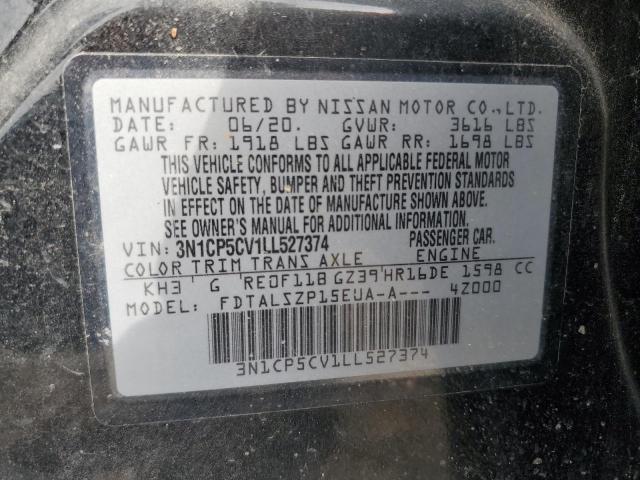 MANUFACTURED BY NISSAN MOTOR CO.,LTD.
DATE: 06/20. GVWR: 3616 LBS
GAWR FR: 1918 LBS GAWR RR: 1698 LBS
THIS VEHICLE CONFORMS TO ALL APPLICABLE FEDERAL MOTOR
VEHICLE SAFETY, BUMPER AND THEFT PREVENTION STANDARDS
IN EFFECT ON THE DATE OF MANUFACTURE SHOWN ABOVE.
SEE OWNER'S MANUAL FOR ADDITIONAL INFORMATION.
VIN: 3N1CP5CV1LL527374 PASSENGER CAR.
COLOR TRIM TRANS AXLE ENGINE
KH3 G RE0F11B GZ39 HR16DE 1598 CC
MODEL: FDTALSZP15EUA-A--- 4Z000
3N1CP5CV1LL527374